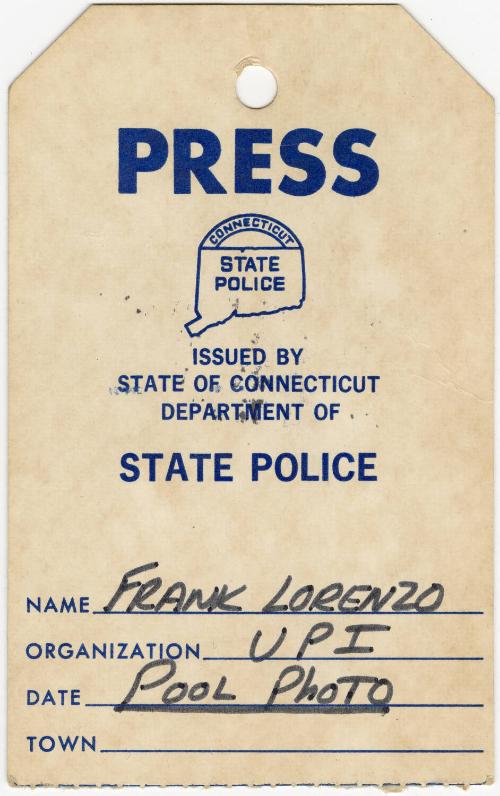 PRESS
CONNECTICUT
STATE
POLICE
ISSUED BY
STATE OF CONNECTICUT
DEPARTMENT OF
STATE POLICE
NAME FRANK LORENZO
ORGANIZATION UPI
DATE POOL PHOTO
TOWN